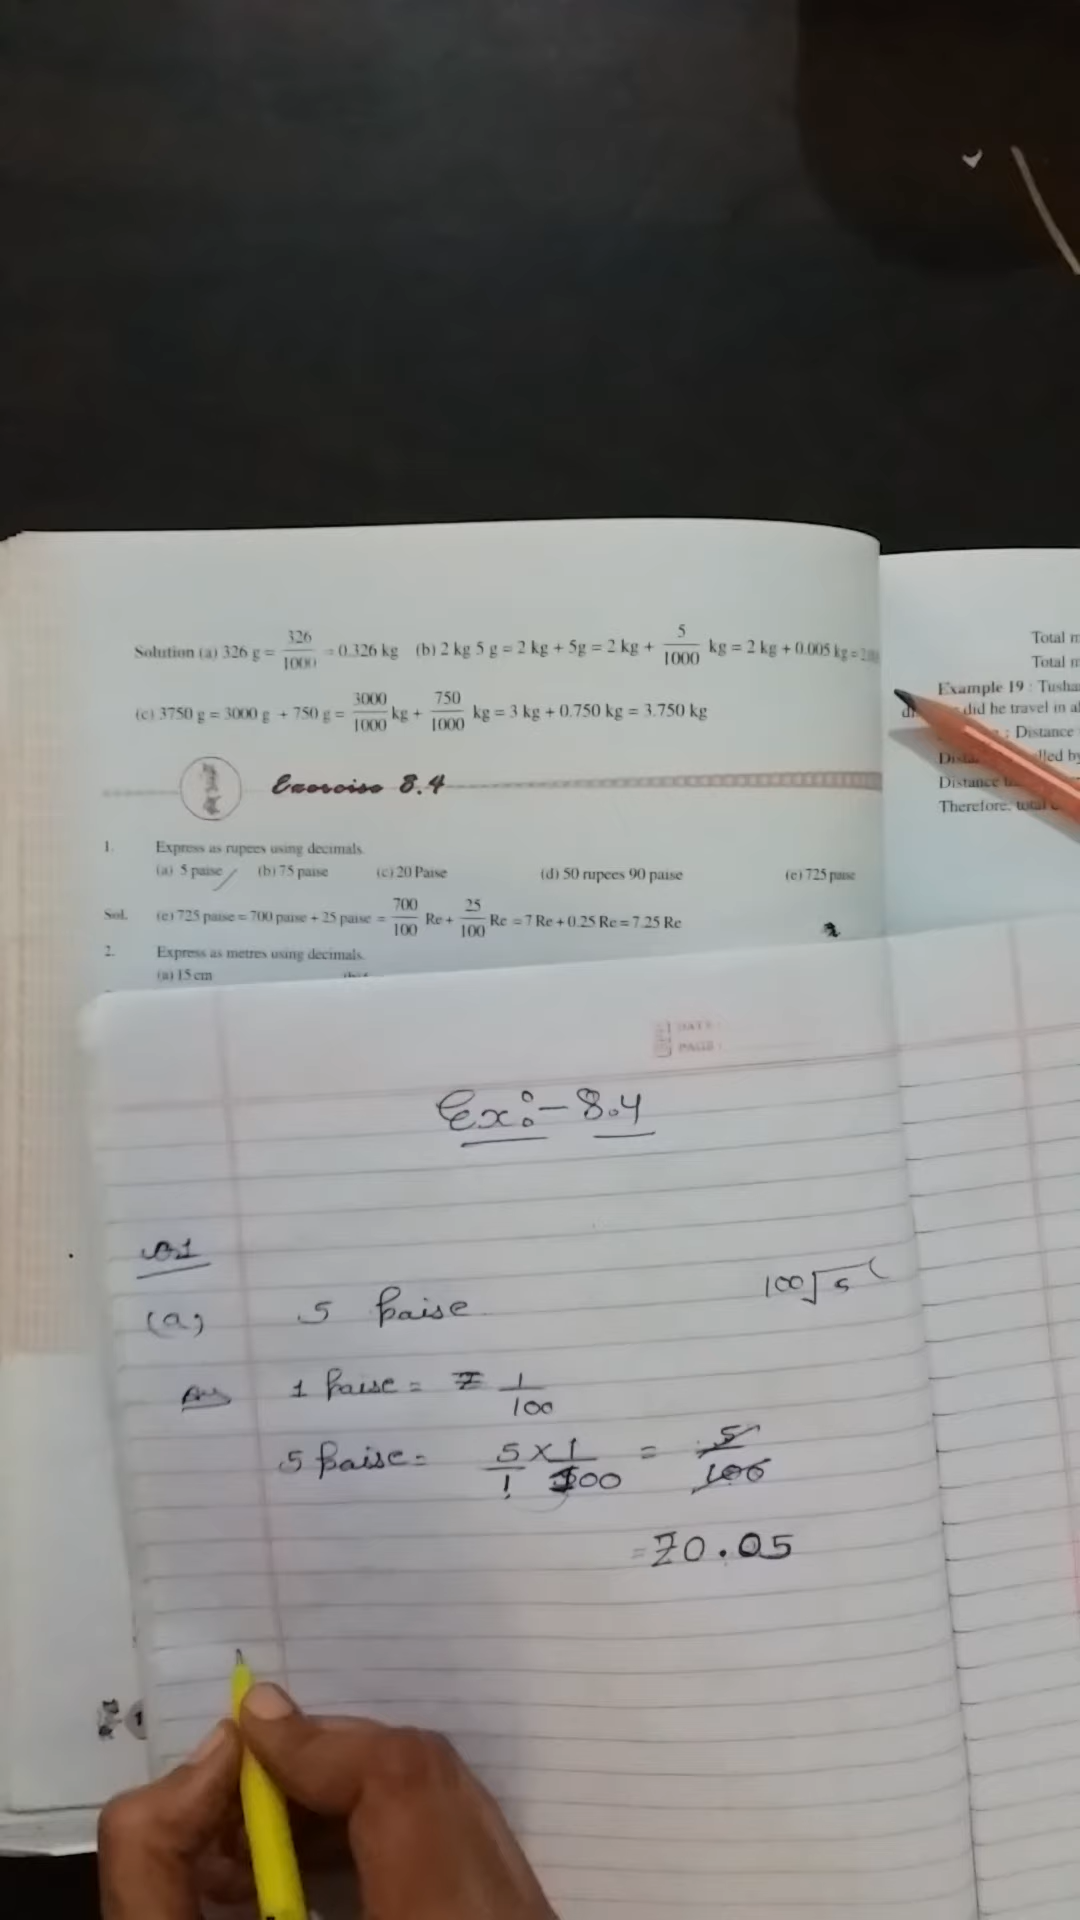 Solution (a) 326 g = 326/1000 = 0.326 kg (b) 2 kg 5 g = 2 kg + 5g = 2 kg + 5/1000 kg = 2 kg + 0.005 kg =
(c) 3750 g = 3000 g + 750 g = 3000/1000 kg + 750/1000 kg = 3 kg + 0.750 kg = 3.750 kg
Exercise 8.4
1. Express as rupees using decimals.
(a) 5 paise (b) 75 paise (c) 20 Paise (d) 50 rupees 90 paise (e) 725 paise
Sol. (e) 725 paise = 700 paise + 25 paise = 700/100 Re + 25/100 Re = 7 Re + 0.25 Re = 7.25 Re
2. Express as metres using decimals.
(a) 15 cm
Total
Total
Example 19 : Tusha
did he travel in
: Distance
Distance
Therefore, total
DATE :
PAGE :
Ex:- 8.4
Q1
(a) 5 paise
100√5
Ans 1 paise = ₹ 1/100
5 paise = 5/1 × 1/100 = 5/100
= ₹0.05